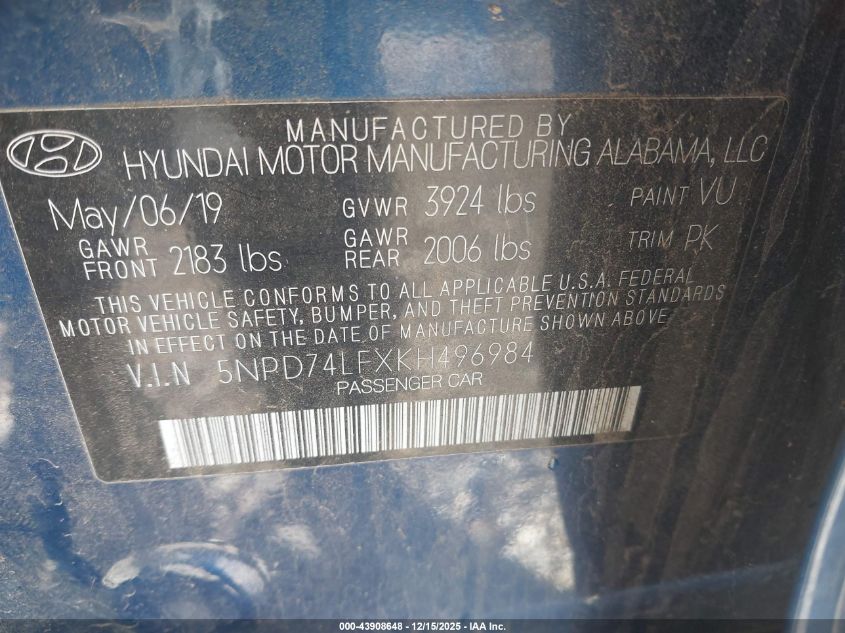 MANUFACTURED BY
HYUNDAI MOTOR MANUFACTURING ALABAMA, LLC
May/06/19 GVWR 3924 lbs PAINT VU
GAWR FRONT 2183 lbs GAWR REAR 2006 lbs TRIM PK
THIS VEHICLE CONFORMS TO ALL APPLICABLE U.S.A. FEDERAL
MOTOR VEHICLE SAFETY, BUMPER, AND THEFT PREVENTION STANDARDS
IN EFFECT ON THE DATE OF MANUFACTURE SHOWN ABOVE
V.I.N 5NPD74LFXKH496984
PASSENGER CAR
000-43908648 - 12/15/2025 - IAA Inc.